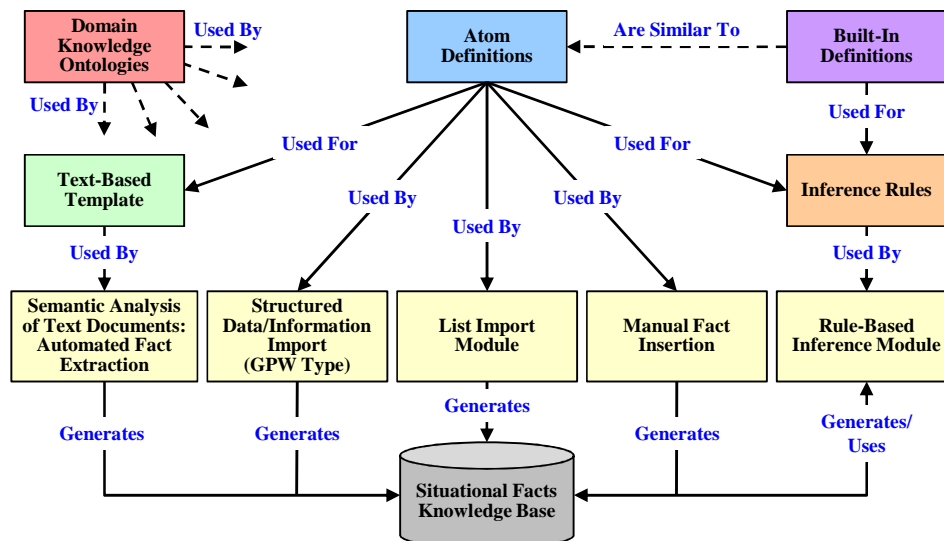 Domain
Knowledge
Ontologies
Used By
Used By
Atom
Definitions
Are Similar To
Built-In
Definitions
Used For
Used For
Used For
Text-Based
Template
Inference Rules
Used By
Used By
Used By
Used By
Used By
Used By
Semantic Analysis
of Text Documents:
Automated Fact
Extraction
Structured
Data/Information
Import
(GPW Type)
List Import
Module
Manual Fact
Insertion
Rule-Based
Inference Module
Generates
Generates
Generates
Generates
Generates/
Uses
Situational Facts
Knowledge Base